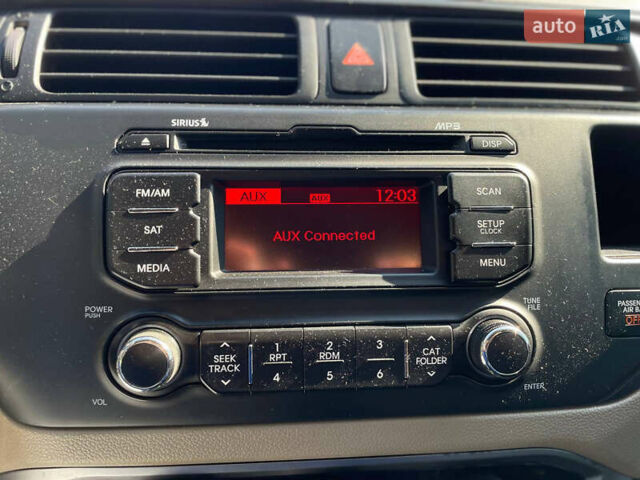 auto RIA .com
SIRIUS MP3
DISP
FM/AM AUX AUX 12:03 SCAN
SAT AUX Connected SETUP
CLOCK
MEDIA MENU
POWER
PUSH
TUNE
FILE
PASSEN
AIR BA
OF
SEEK
TRACK
1 RPT 4
2 RDM 5
3 6
CAT
FOLDER
VOL ENTER